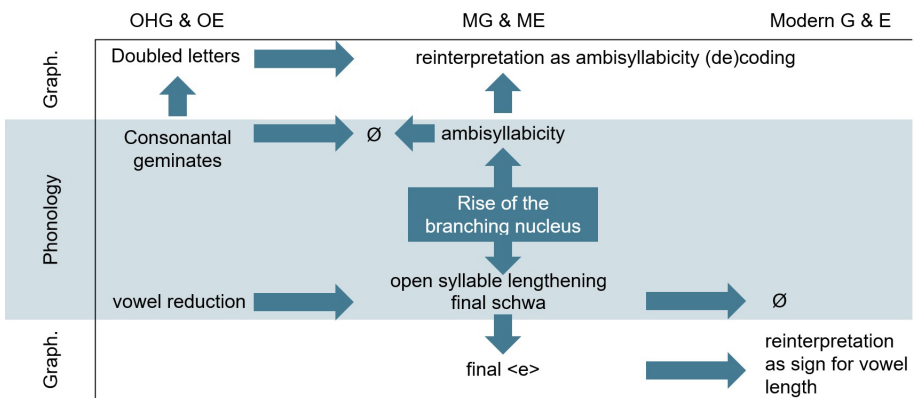 OHG & OE
MG & ME
Modern G & E
Graph.
Doubled letters
reinterpretation as ambisyllabicity (de)coding
Phonology
Consonantal
geminates
Ø
ambisyllabicity
Rise of the
branching nucleus
vowel reduction
open syllable lengthening
final schwa
Ø
Graph.
final <e>
reinterpretation
as sign for vowel
length